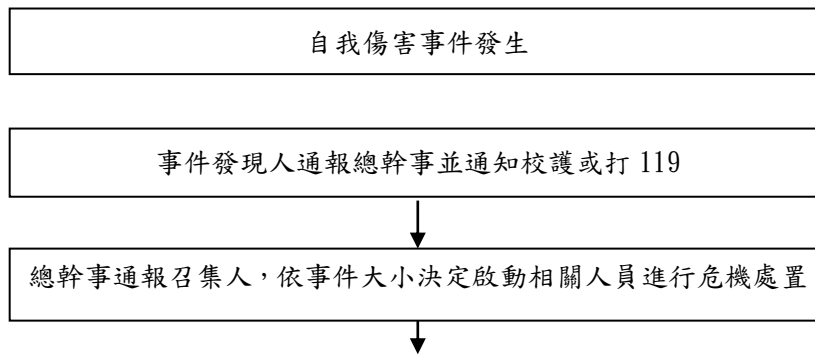 自我傷害事件發生
事件發現人通報總幹事並通知校護或打 119
總幹事通報召集人，依事件大小決定啟動相關人員進行危機處置